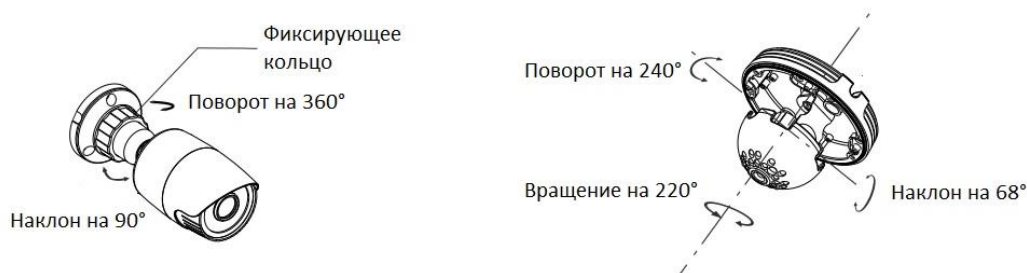 Фиксирующее
кольцо
Поворот на 360°
Наклон на 90°
Поворот на 240°
Вращение на 220°
Наклон на 68°